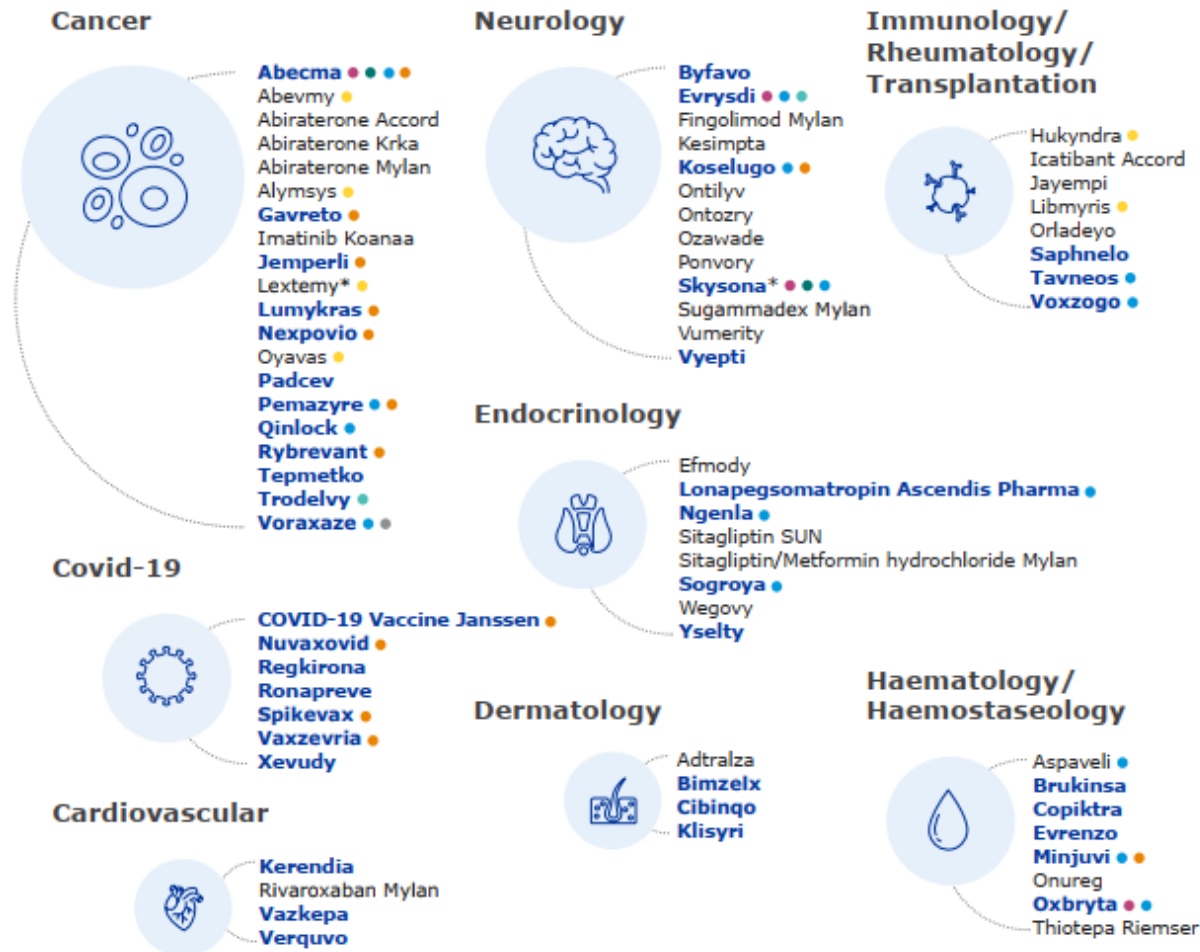 Cancer
Abecma
Abevmy
Abiraterone Accord
Abiraterone Krka
Abiraterone Mylan
Alymsys
Gavreto
Imatinib Koanaa
Jemperli
Lextemy*
Lumykras
Nexpovio
Oyavas
Padcev
Pemazyre
Qinlock
Rybrevant
Tepmetko
Trodelvy
Voraxaze
Covid-19
COVID-19 Vaccine Janssen
Nuvaxovid
Regkirona
Ronapreve
Spikevax
Vaxzevria
Xevudy
Cardiovascular
Kerendia
Rivaroxaban Mylan
Vazkepa
Verquvo
Neurology
Byfavo
Evrysdi
Fingolimod Mylan
Kesimpta
Koselugo
Ontilyv
Ontozry
Ozawade
Ponvory
Skysona*
Sugammadex Mylan
Vumerity
Vyepti
Endocrinology
Efmody
Lonapegsomatropin Ascendis Pharma
Ngenla
Sitagliptin SUN
Sitagliptin/Metformin hydrochloride Mylan
Sogroya
Wegovy
Yselty
Dermatology
Adtralza
Bimzelx
Cibinqo
Klisyri
Immunology/
Rheumatology/
Transplantation
Hukyndra
Icatibant Accord
Jayempi
Libmyris
Orladeyo
Saphnelo
Tavneos
Voxzogo
Haematology/
Haemostaseology
Aspaveli
Brukinsa
Copiktra
Evrenzo
Minjuvi
Onureg
Oxbryta
Thiotepa Riemser